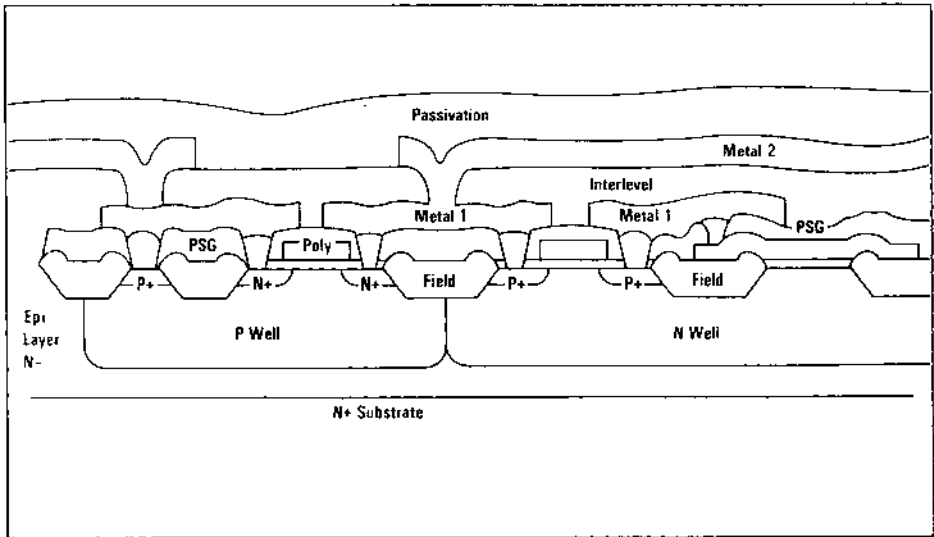 Passivation
Metal 2
Interlevel
Metal 1
Metal 1
PSG
PSG
Poly
P+
N+
N+
Field
P+
P+
Field
Epi
Layer
N-
P Well
N Well
N+ Substrate